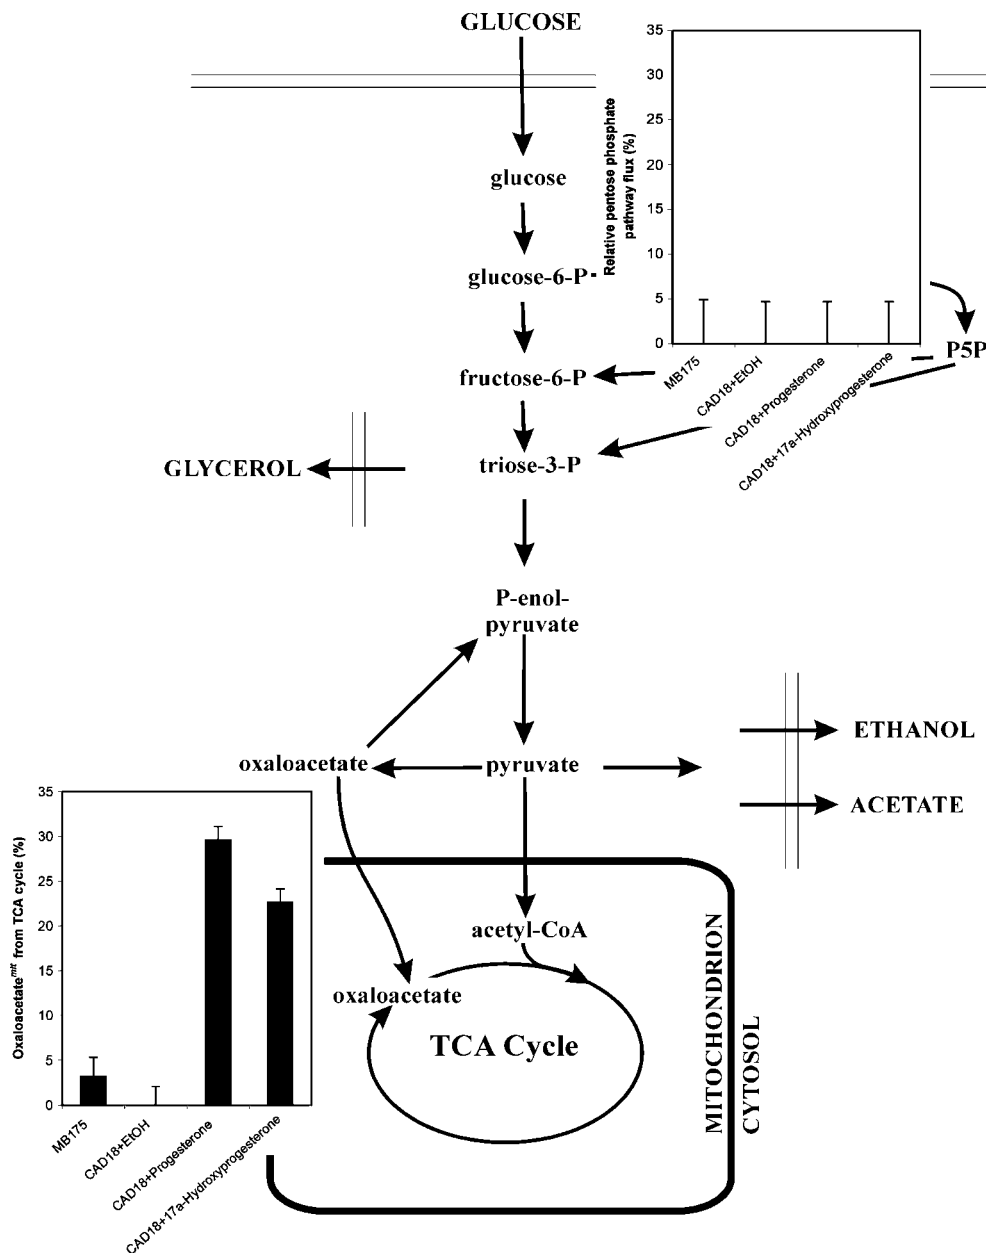 GLUCOSE
35
30
25
20
15
10
5
0
Relative pentose phosphate
pathway flux (%)
MB175
CAD18+EtOH
CAD18+Progesterone
CAD18+17a-Hydroxyprogesterone
glucose
glucose-6-P
P5P
fructose-6-P
GLYCEROL
triose-3-P
P-enol-
pyruvate
ETHANOL
oxaloacetate
pyruvate
ACETATE
35
30
25
20
15
10
5
0
Oxaloacetate^mit from TCA cycle (%)
MB175
CAD18+EtOH
CAD18+Progesterone
CAD18+17a-Hydroxyprogesterone
acetyl-CoA
oxaloacetate
TCA Cycle
MITOCHONDRION
CYTOSOL